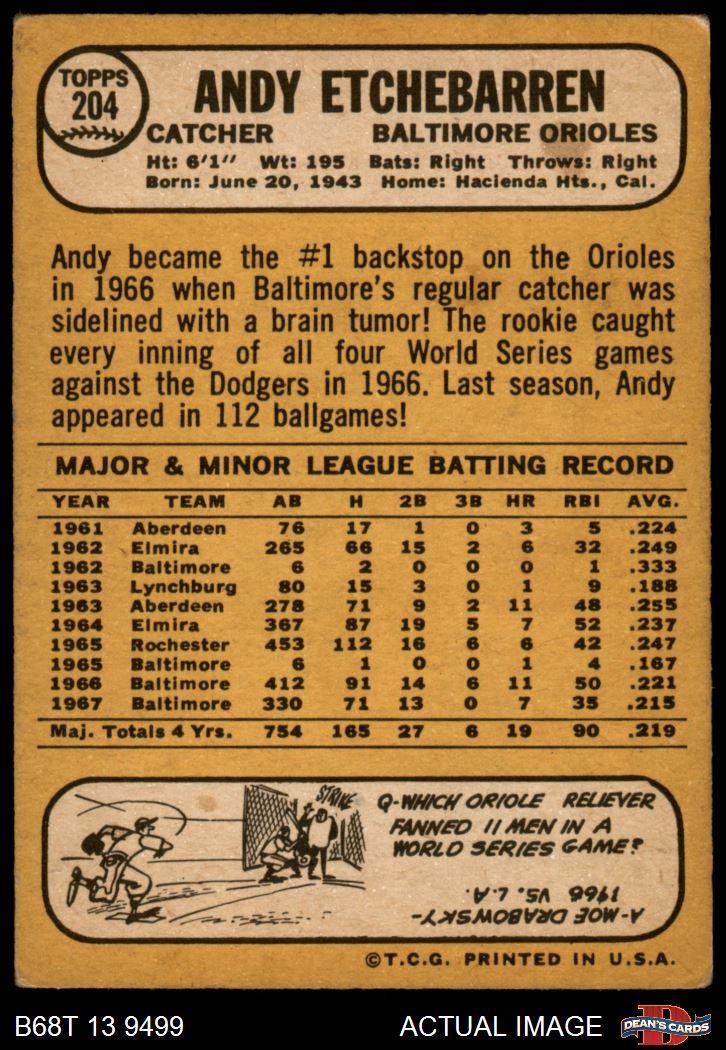 TOPPS
204
ANDY ETCHEBARREN
CATCHER BALTIMORE ORIOLES
Ht: 6'1" Wt: 195 Bats: Right Throws: Right
Born: June 20, 1943 Home: Hacienda Hts., Cal.
Andy became the #1 backstop on the Orioles
in 1966 when Baltimore's regular catcher was
sidelined with a brain tumor! The rookie caught
every inning of all four World Series games
against the Dodgers in 1966. Last season, Andy
appeared in 112 ballgames!
MAJOR & MINOR LEAGUE BATTING RECORD
YEAR TEAM AB H 2B 3B HR RBI AVG.
1961 Aberdeen 76 17 1 0 3 5 .224
1962 Elmira 265 66 15 2 6 32 .249
1962 Baltimore 6 2 0 0 0 1 .333
1963 Lynchburg 80 15 3 0 1 9 .188
1963 Aberdeen 278 71 9 2 11 48 .255
1964 Elmira 367 87 19 5 7 52 .237
1965 Rochester 453 112 16 6 6 42 .247
1965 Baltimore 6 1 0 0 1 4 .167
1966 Baltimore 412 91 14 6 11 50 .221
1967 Baltimore 330 71 13 0 7 35 .215
Maj. Totals 4 Yrs. 754 165 27 6 19 90 .219
STRIKE
Q-WHICH ORIOLE RELIEVER
FANNED 11 MEN IN A
WORLD SERIES GAME?
A-MOE DRABOWSKY-
1966 VS. L.A.
©T.C.G. PRINTED IN U.S.A.
B68T 13 9499 ACTUAL IMAGE
D
DEAN'S CARDS